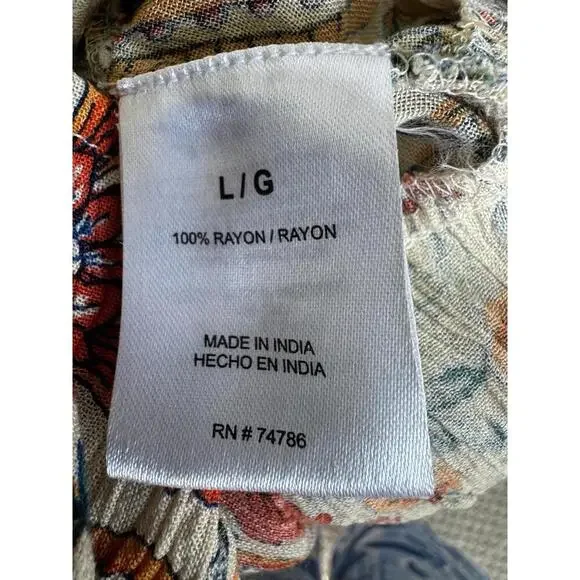 L / G
100% RAYON / RAYON
MADE IN INDIA
HECHO EN INDIA
RN # 74786